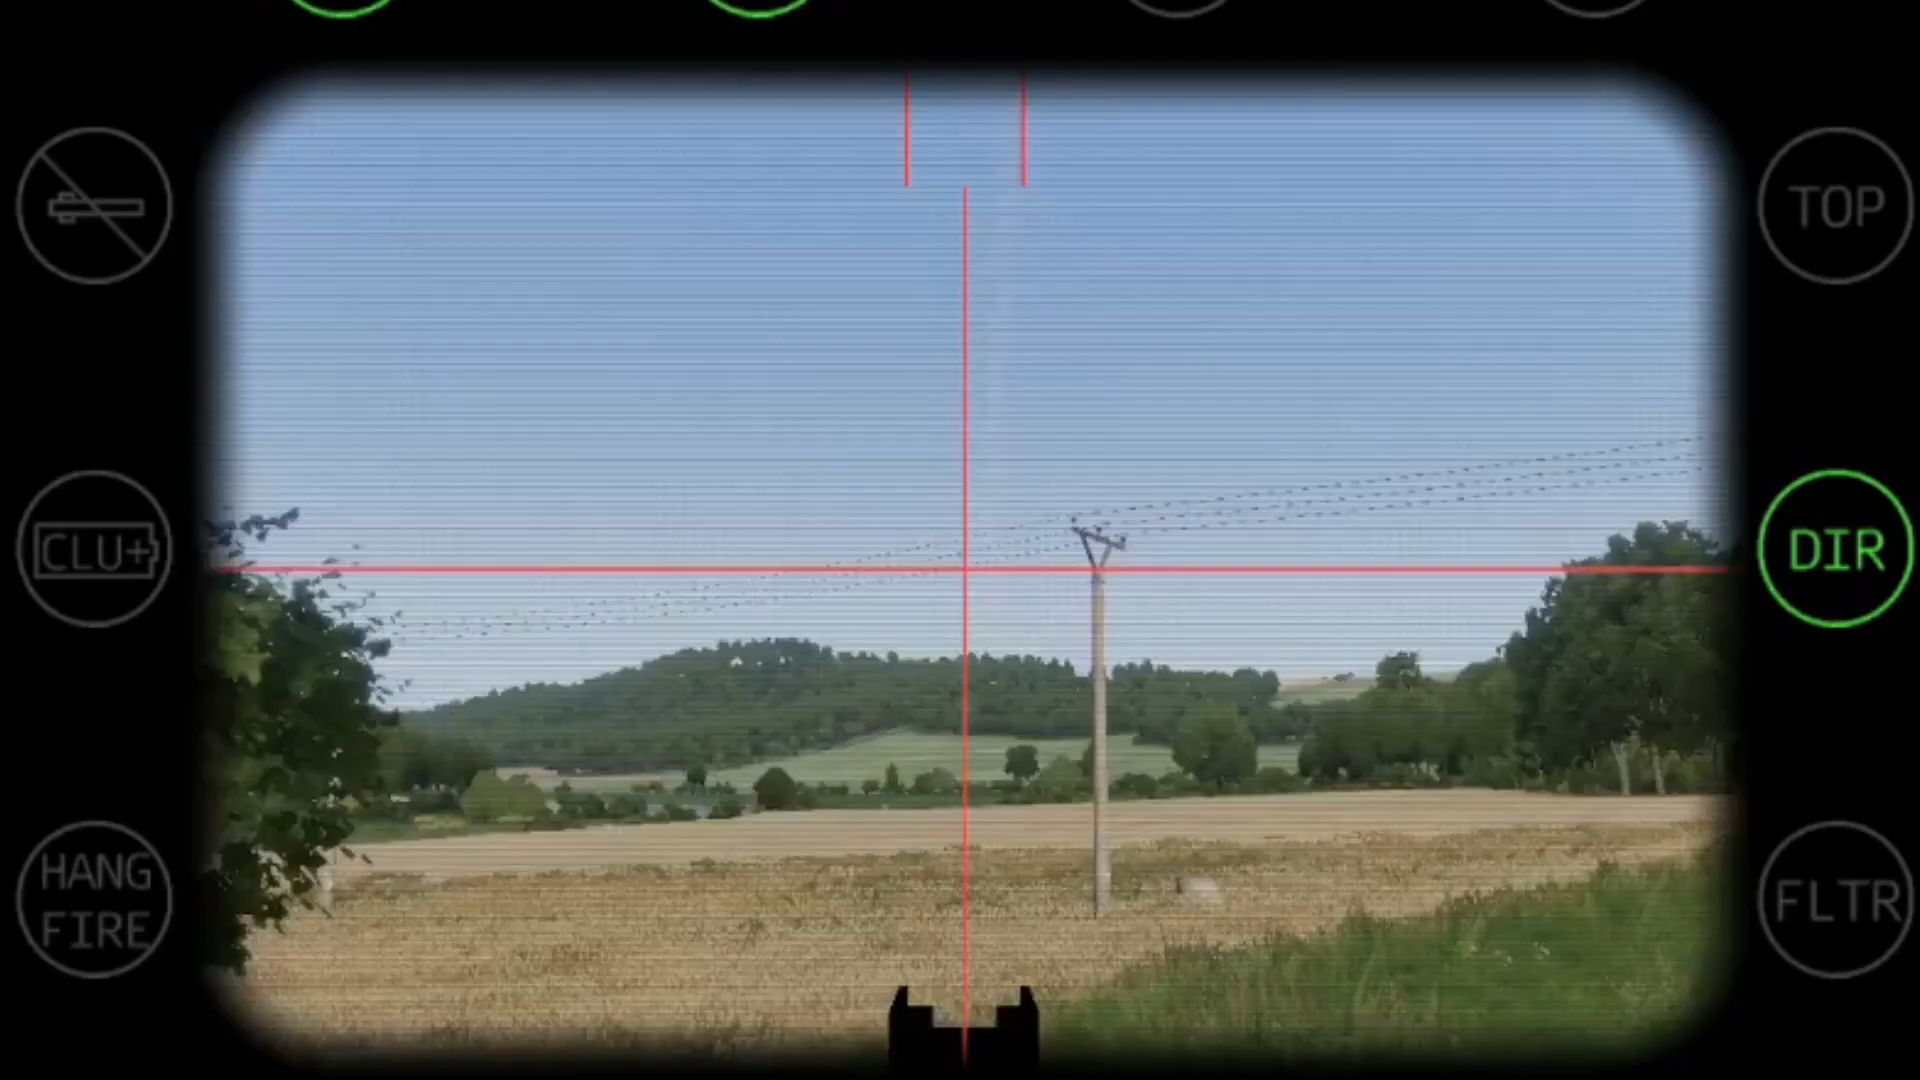 TOP
CLU+
DIR
HANG
FIRE
FLTR